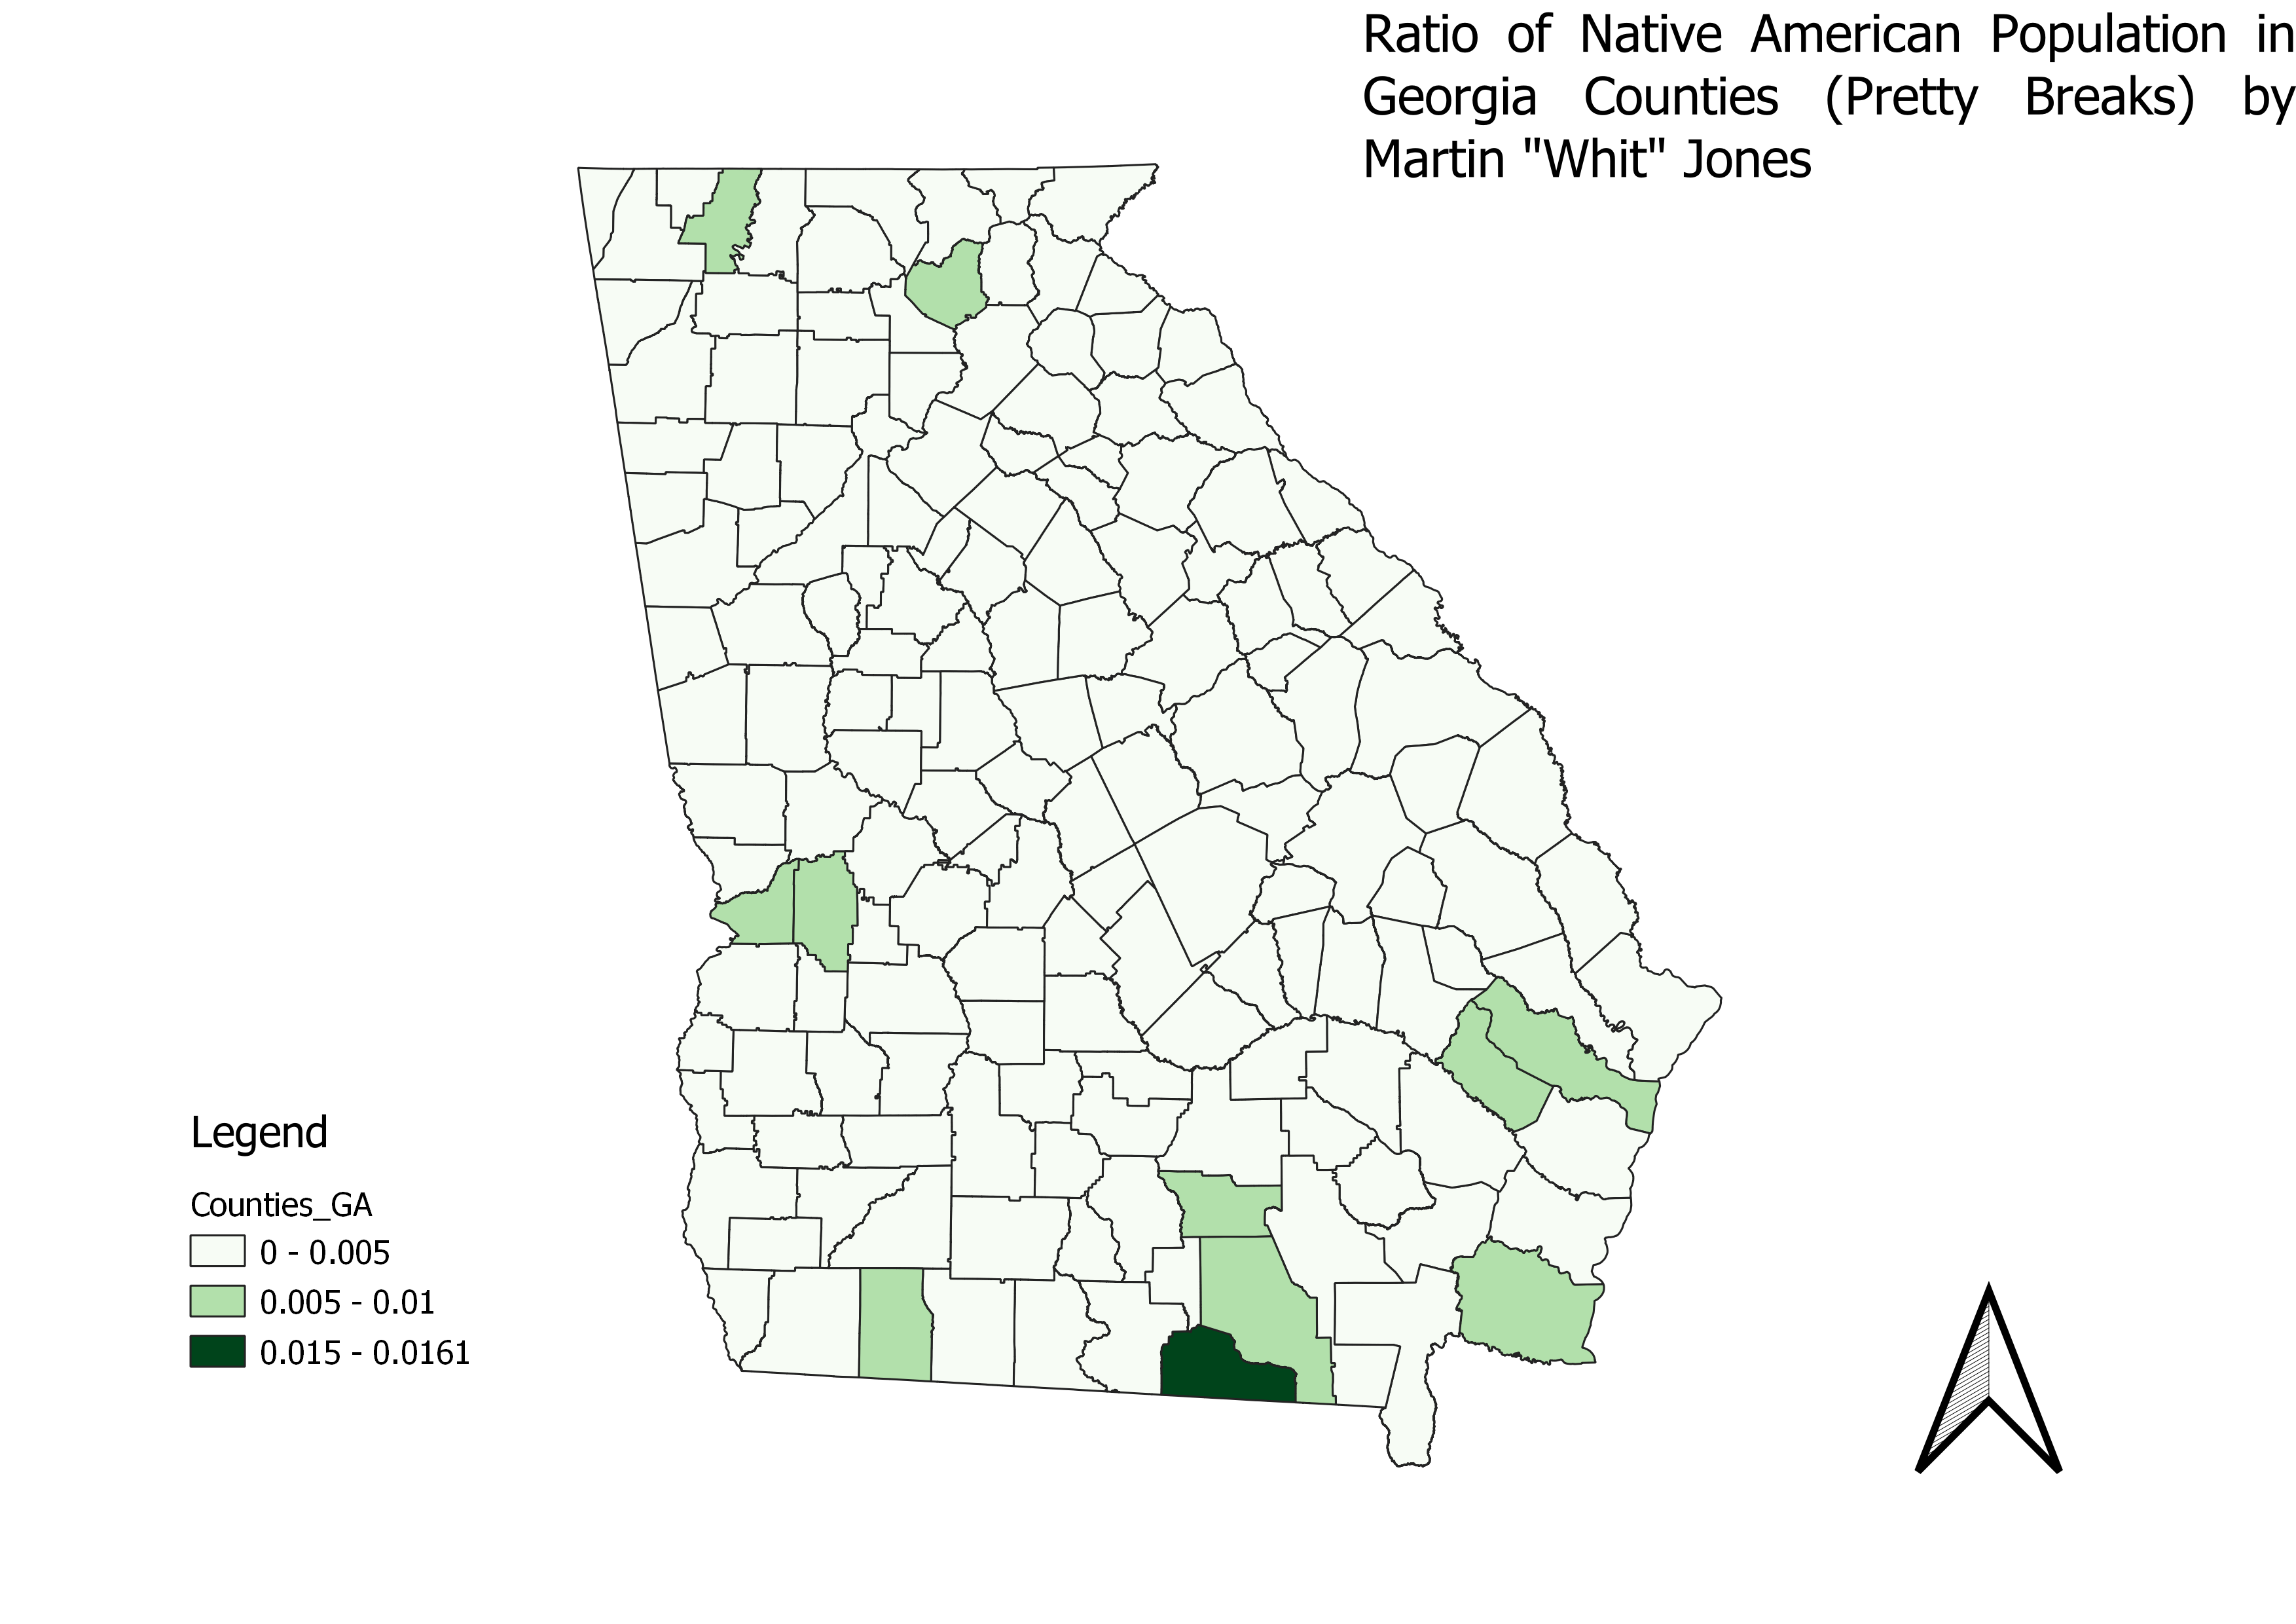 Ratio of Native American Population in
Georgia Counties (Pretty Breaks) by
Martin "Whit" Jones
Legend
Counties_GA
0 - 0.005
0.005 - 0.01
0.015 - 0.0161